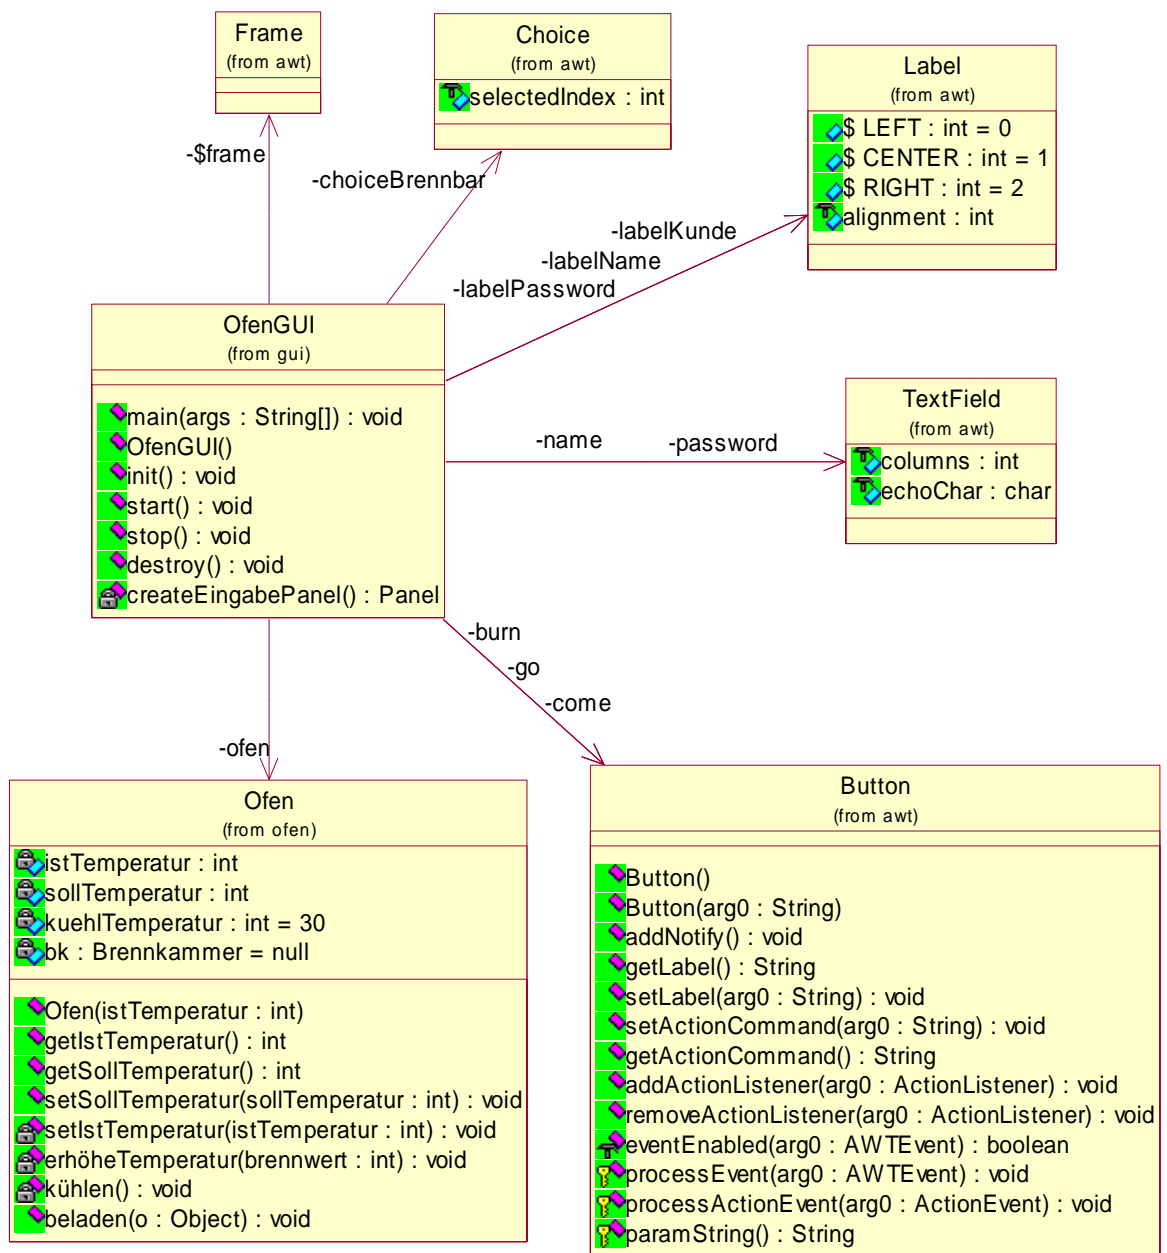 Frame
(from awt)
Choice
(from awt)
selectedIndex : int
Label
(from awt)
$ LEFT : int = 0
$ CENTER : int = 1
$ RIGHT : int = 2
alignment : int
-$frame
-choiceBrennbar
-labelKunde
-labelName
-labelPassword
OfenGUI
(from gui)
main(args : String[]) : void
OfenGUI()
init() : void
start() : void
stop() : void
destroy() : void
createEingabePanel() : Panel
-name
-password
TextField
(from awt)
columns : int
echoChar : char
-burn
-go
-come
-ofen
Ofen
(from ofen)
istTemperatur : int
sollTemperatur : int
kuehlTemperatur : int = 30
bk : Brennkammer = null
Ofen(istTemperatur : int)
getIstTemperatur() : int
getSollTemperatur() : int
setSollTemperatur(sollTemperatur : int) : void
setIstTemperatur(istTemperatur : int) : void
erhöheTemperatur(brennwert : int) : void
kühlen() : void
beladen(o : Object) : void
Button
(from awt)
Button()
Button(arg0 : String)
addNotify() : void
getLabel() : String
setLabel(arg0 : String) : void
setActionCommand(arg0 : String) : void
getActionCommand() : String
addActionListener(arg0 : ActionListener) : void
removeActionListener(arg0 : ActionListener) : void
eventEnabled(arg0 : AWTEvent) : boolean
processEvent(arg0 : AWTEvent) : void
processActionEvent(arg0 : ActionEvent) : void
paramString() : String